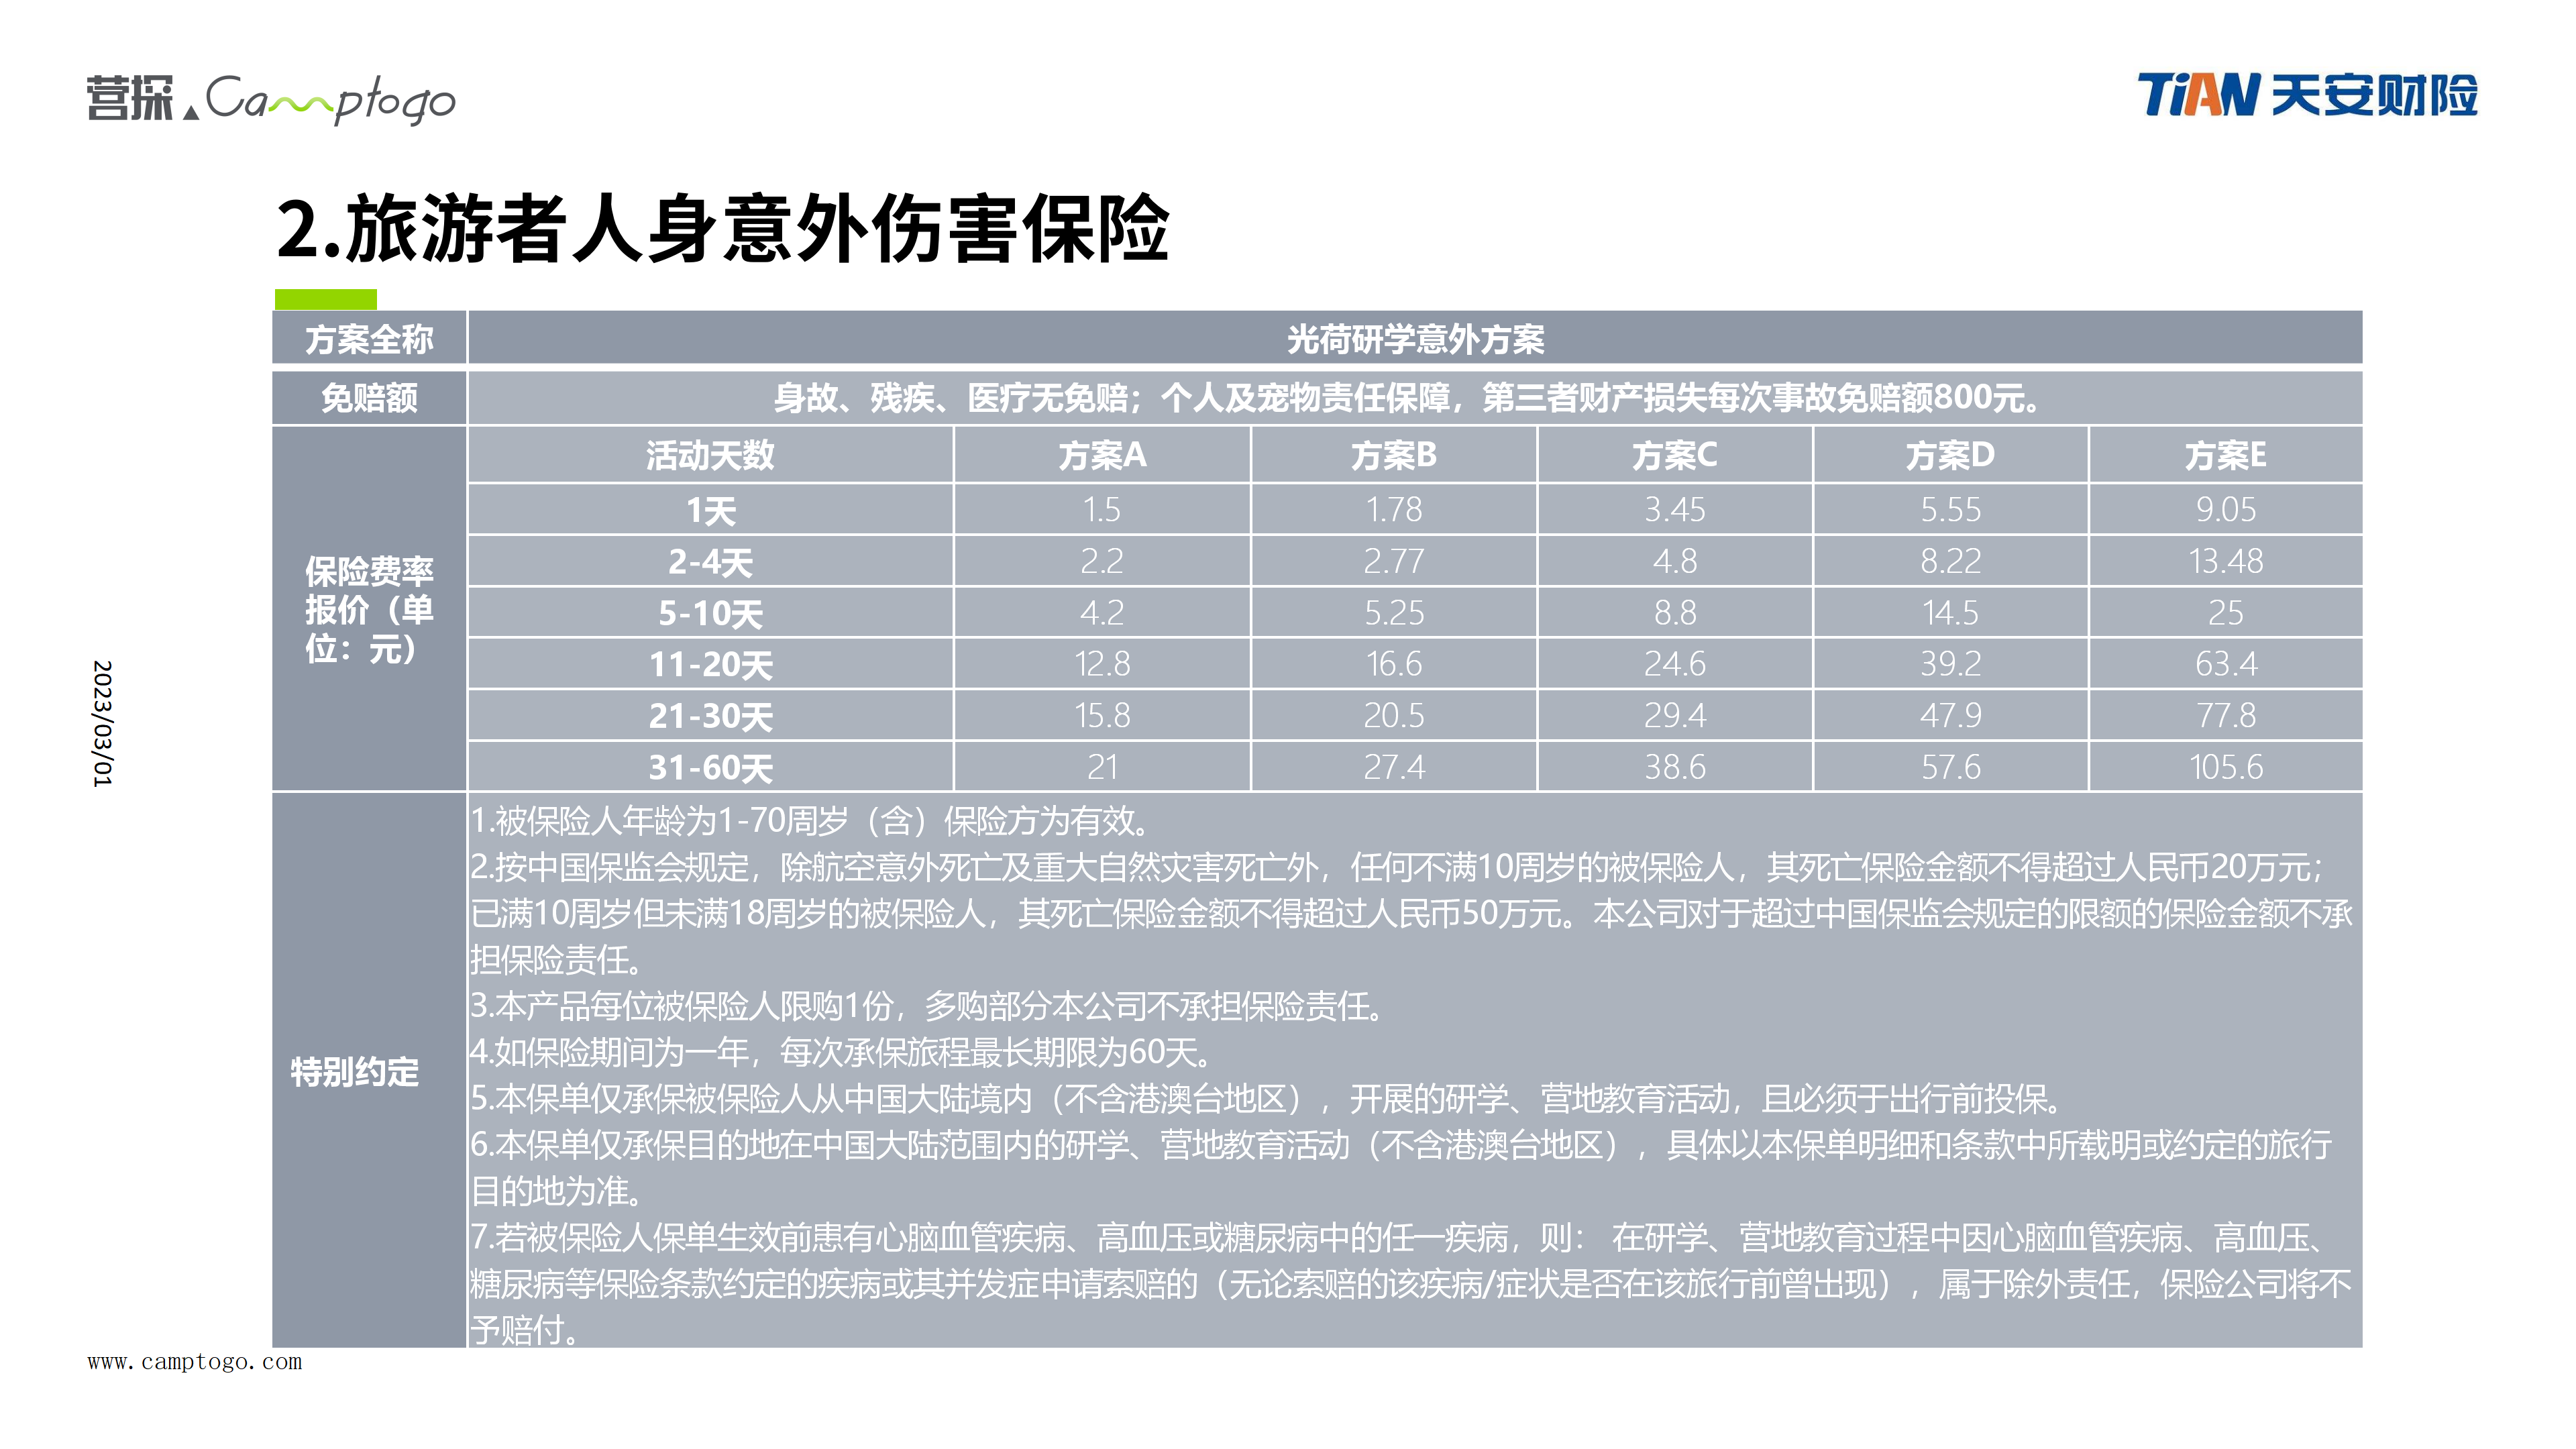 营探 Camptogo
TiAN 天安财险
2.旅游者人身意外伤害保险
方案全称 光荷研学意外方案
免赔额 身故、残疾、医疗无免赔；个人及宠物责任保障，第三者财产损失每次事故免赔额800元。
保险费率
报价（单
位：元）
活动天数 方案A 方案B 方案C 方案D 方案E
1天 1.5 1.78 3.45 5.55 9.05
2-4天 2.2 2.77 4.8 8.22 13.48
5-10天 4.2 5.25 8.8 14.5 25
11-20天 12.8 16.6 24.6 39.2 63.4
21-30天 15.8 20.5 29.4 47.9 77.8
31-60天 21 27.4 38.6 57.6 105.6
特别约定
1.被保险人年龄为1-70周岁（含）保险方为有效。
2.按中国保监会规定，除航空意外死亡及重大自然灾害死亡外，任何不满10周岁的被保险人，其死亡保险金额不得超过人民币20万元；
已满10周岁但未满18周岁的被保险人，其死亡保险金额不得超过人民币50万元。本公司对于超过中国保监会规定的限额的保险金额不承
担保险责任。
3.本产品每位被保险人限购1份，多购部分本公司不承担保险责任。
4.如保险期间为一年，每次承保旅程最长期限为60天。
5.本保单仅承保被保险人从中国大陆境内（不含港澳台地区），开展的研学、营地教育活动，且必须于出行前投保。
6.本保单仅承保目的地在中国大陆范围内的研学、营地教育活动（不含港澳台地区），具体以本保单明细和条款中所载明或约定的旅行
目的地为准。
7.若被保险人保单生效前患有心脑血管疾病、高血压或糖尿病中的任一疾病，则： 在研学、营地教育过程中因心脑血管疾病、高血压、
糖尿病等保险条款约定的疾病或其并发症申请索赔的（无论索赔的该疾病/症状是否在该旅行前曾出现），属于除外责任，保险公司将不
予赔付。
2023/03/01
www.camptogo.com